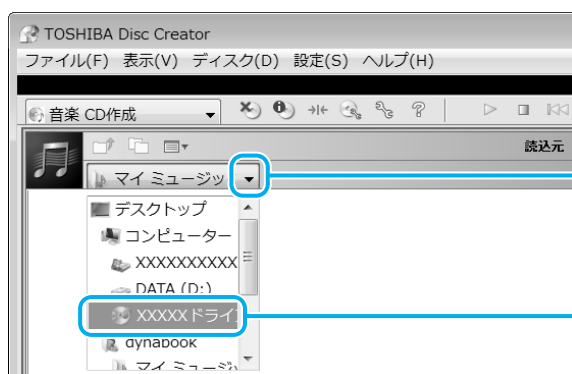 TOSHIBA Disc Creator
ファイル(F) 表示(V) ディスク(D) 設定(S) ヘルプ(H)
音楽 CD作成
読込元
マイ ミュージッ
デスクトップ
コンピューター
XXXXXXXXXX
DATA (D:)
XXXXXドライ
dynabook
マイ ミュージ